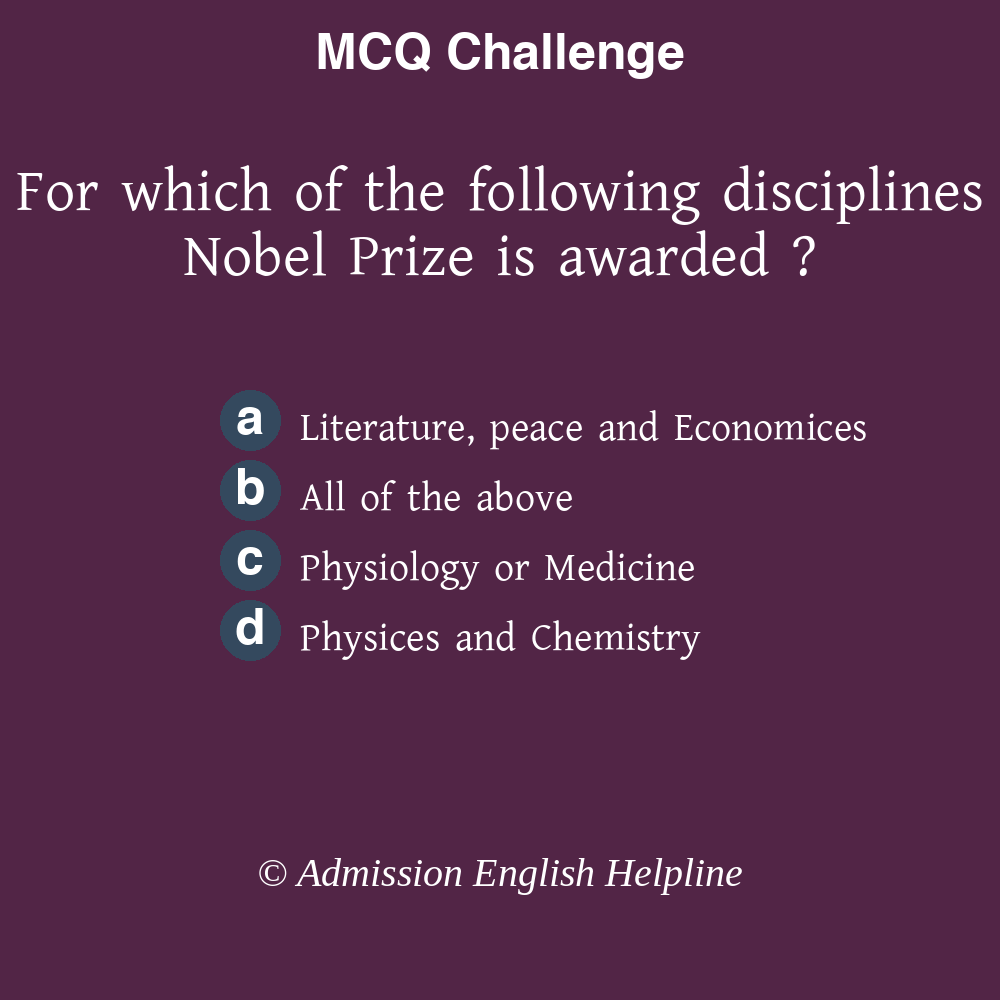 MCQ Challenge
For which of the following disciplines
Nobel Prize is awarded ?
a Literature, peace and Economices
b All of the above
c Physiology or Medicine
d Physices and Chemistry
© Admission English Helpline